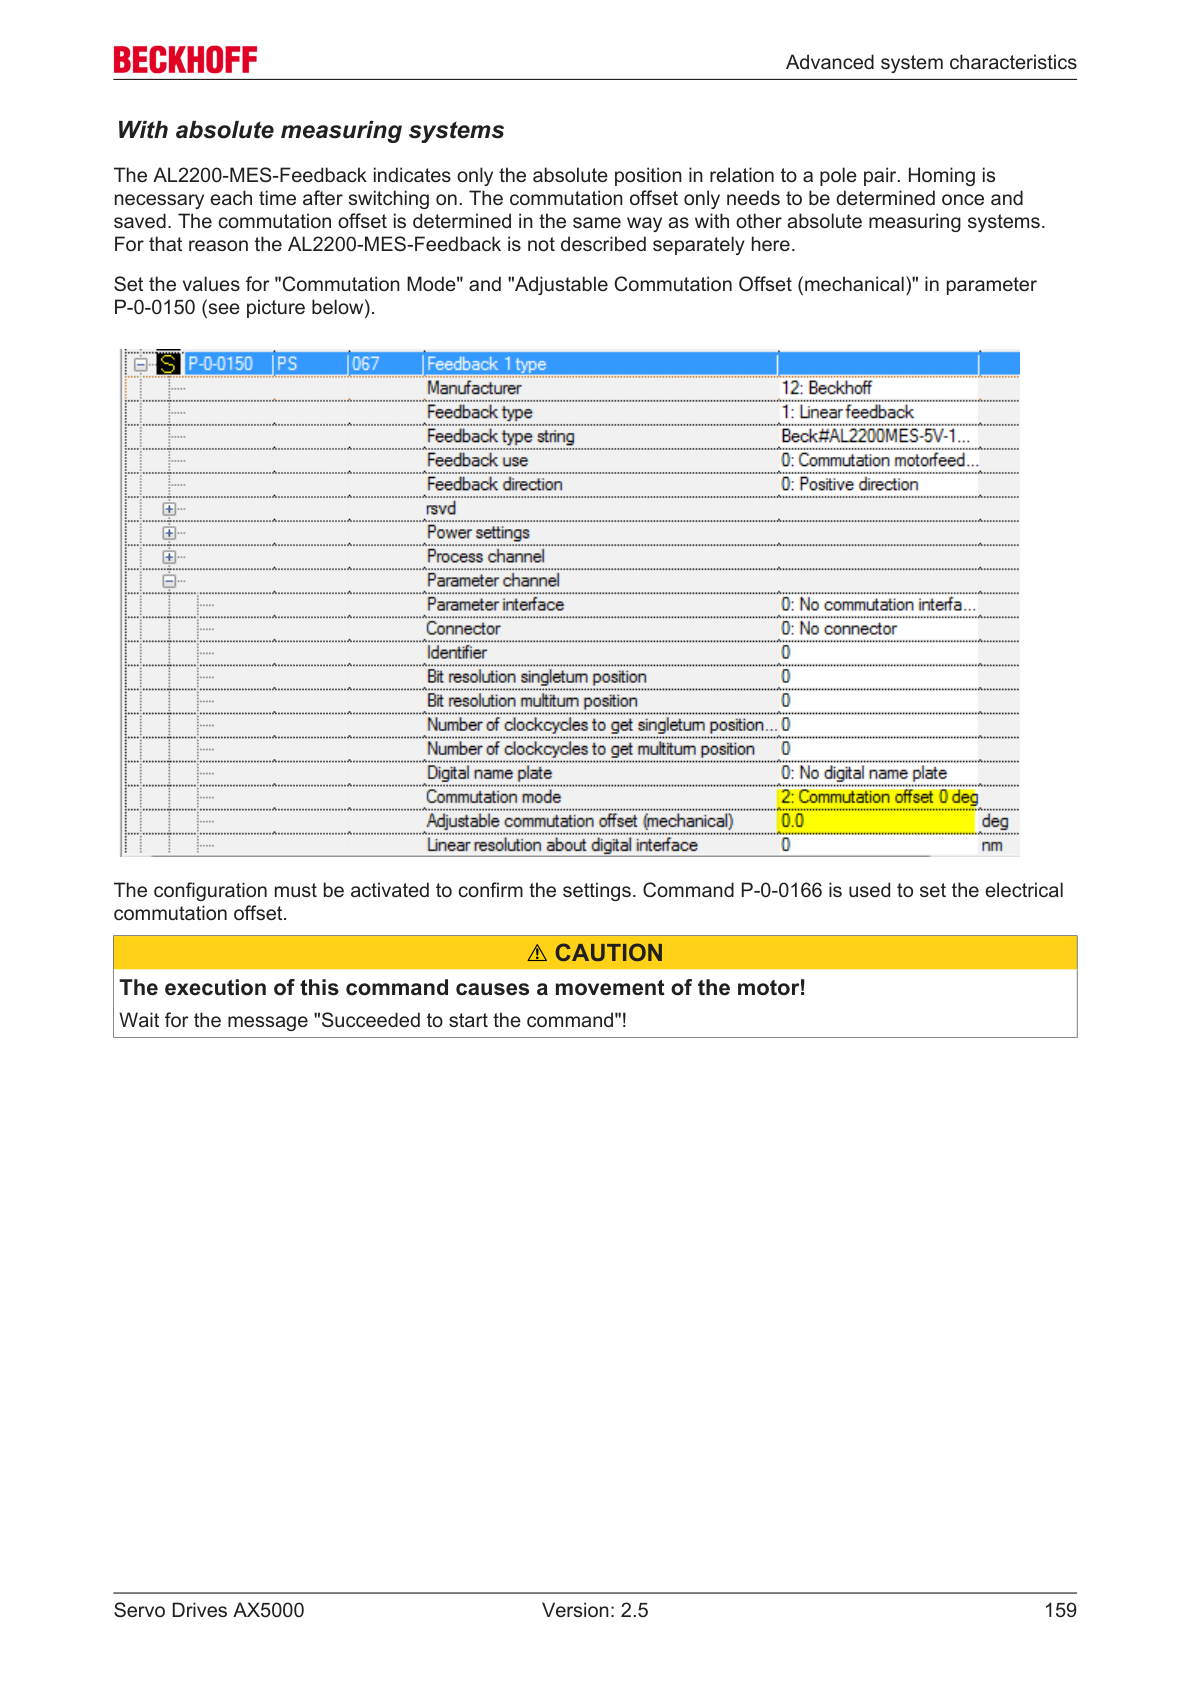 BECKHOFF
Advanced system characteristics
With absolute measuring systems
The AL2200-MES-Feedback indicates only the absolute position in relation to a pole pair. Homing is
necessary each time after switching on. The commutation offset only needs to be determined once and
saved. The commutation offset is determined in the same way as with other absolute measuring systems.
For that reason the AL2200-MES-Feedback is not described separately here.
Set the values for "Commutation Mode" and "Adjustable Commutation Offset (mechanical)" in parameter
P-0-0150 (see picture below).
S P-0-0150 PS 067 Feedback 1 type
Manufacturer 12: Beckhoff
Feedback type 1: Linear feedback
Feedback type string Beck#AL2200MES-5V-1...
Feedback use 0: Commutation motorfeed...
Feedback direction 0: Positive direction
rsvd
Power settings
Process channel
Parameter channel
Parameter interface 0: No commutation interfa...
Connector 0: No connector
Identifier 0
Bit resolution singleturn position 0
Bit resolution multiturn position 0
Number of clockcycles to get singleturn position... 0
Number of clockcycles to get multiturn position 0
Digital name plate 0: No digital name plate
Commutation mode 2: Commutation offset 0 deg
Adjustable commutation offset (mechanical) 0.0 deg
Linear resolution about digital interface 0 nm
The configuration must be activated to confirm the settings. Command P-0-0166 is used to set the electrical
commutation offset.
⚠ CAUTION
The execution of this command causes a movement of the motor!
Wait for the message "Succeeded to start the command"!
Servo Drives AX5000 Version: 2.5 159